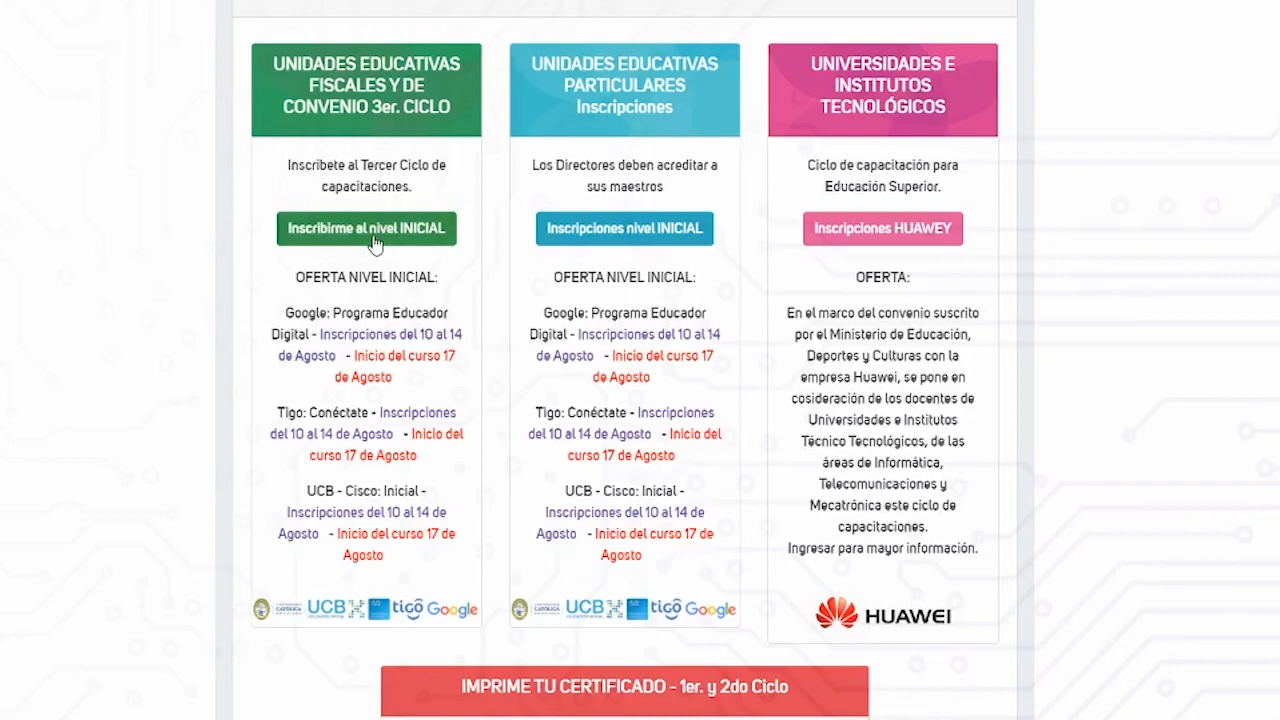 UNIDADES EDUCATIVAS
FISCALES Y DE
CONVENIO 3er. CICLO
Inscríbete al Tercer Ciclo de
capacitaciones.
Inscribirme al nivel INICIAL
OFERTA NIVEL INICIAL:
Google: Programa Educador
Digital - Inscripciones del 10 al 14
de Agosto - Inicio del curso 17
de Agosto
Tigo: Conéctate - Inscripciones
del 10 al 14 de Agosto - Inicio del
curso 17 de Agosto
UCB - Cisco: Inicial -
Inscripciones del 10 al 14 de
Agosto - Inicio del curso 17 de
Agosto
CATÓLICA UCB tigo Google
UNIDADES EDUCATIVAS
PARTICULARES
Inscripciones
Los Directores deben acreditar a
sus maestros
Inscripciones nivel INICIAL
OFERTA NIVEL INICIAL:
Google: Programa Educador
Digital - Inscripciones del 10 al 14
de Agosto - Inicio del curso 17
de Agosto
Tigo: Conéctate - Inscripciones
del 10 al 14 de Agosto - Inicio del
curso 17 de Agosto
UCB - Cisco: Inicial -
Inscripciones del 10 al 14 de
Agosto - Inicio del curso 17 de
Agosto
CATÓLICA UCB tigo Google
UNIVERSIDADES E
INSTITUTOS
TECNOLÓGICOS
Ciclo de capacitación para
Educación Superior.
Inscripciones HUAWEY
OFERTA:
En el marco del convenio suscrito
por el Ministerio de Educación,
Deportes y Culturas con la
empresa Huawei, se pone en
cosideración de los docentes de
Universidades e Institutos
Técnico Tecnológicos, de las
áreas de Informática,
Telecomunicaciones y
Mecatrónica este ciclo de
capacitaciones.
Ingresar para mayor información.
HUAWEI
IMPRIME TU CERTIFICADO - 1er. y 2do Ciclo